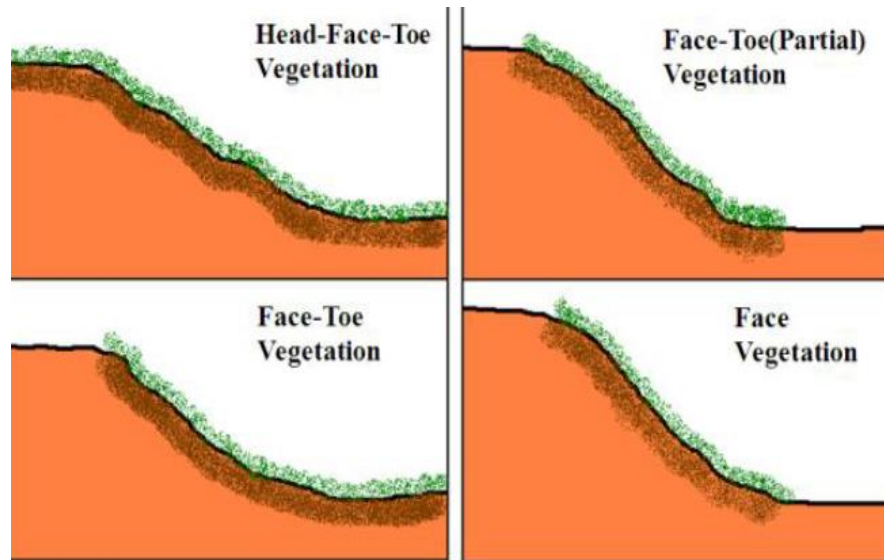 Head-Face-Toe
Vegetation
Face-Toe(Partial)
Vegetation
Face-Toe
Vegetation
Face
Vegetation